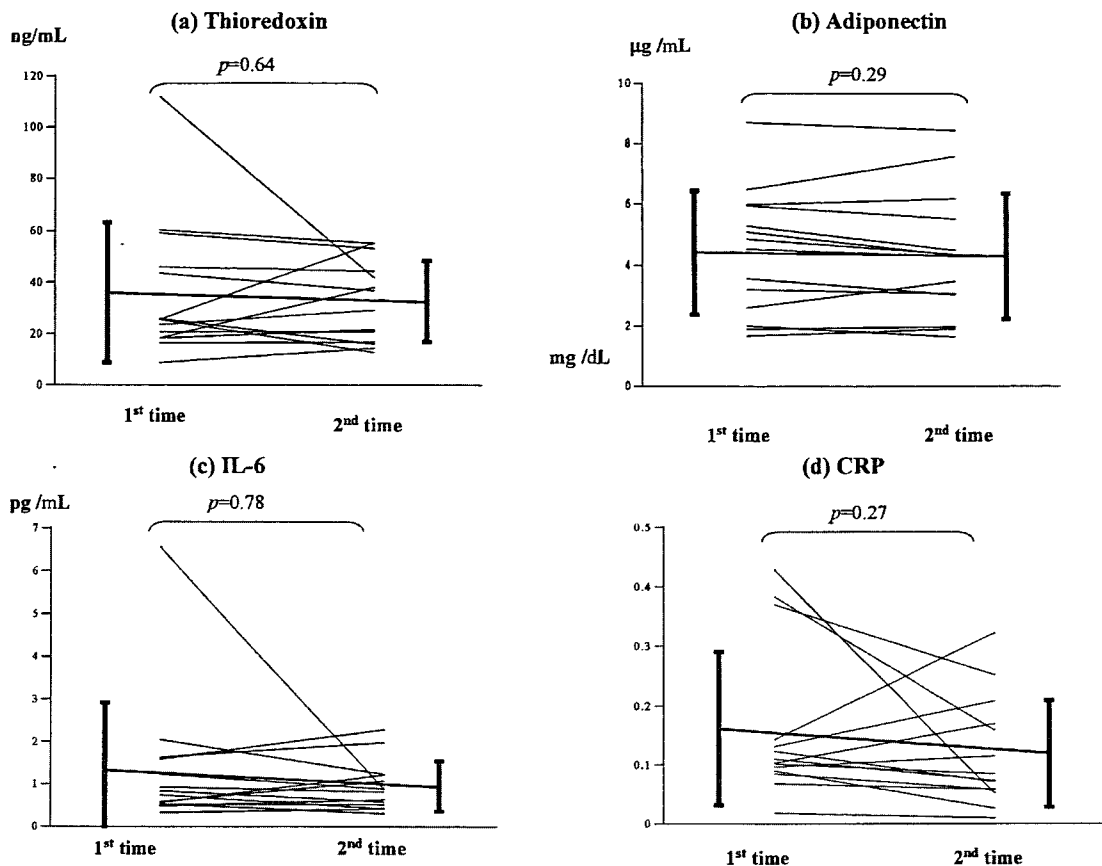 (a) Thioredoxin
ng/mL
p=0.64
120
100
80
60
40
20
0
1st time
2nd time
(b) Adiponectin
µg /mL
p=0.29
10
8
6
4
2
0
mg /dL
1st time
2nd time
(c) IL-6
pg /mL
p=0.78
7
6
5
4
3
2
1
0
1st time
2nd time
(d) CRP
p=0.27
0.5
0.4
0.3
0.2
0.1
0
1st time
2nd time